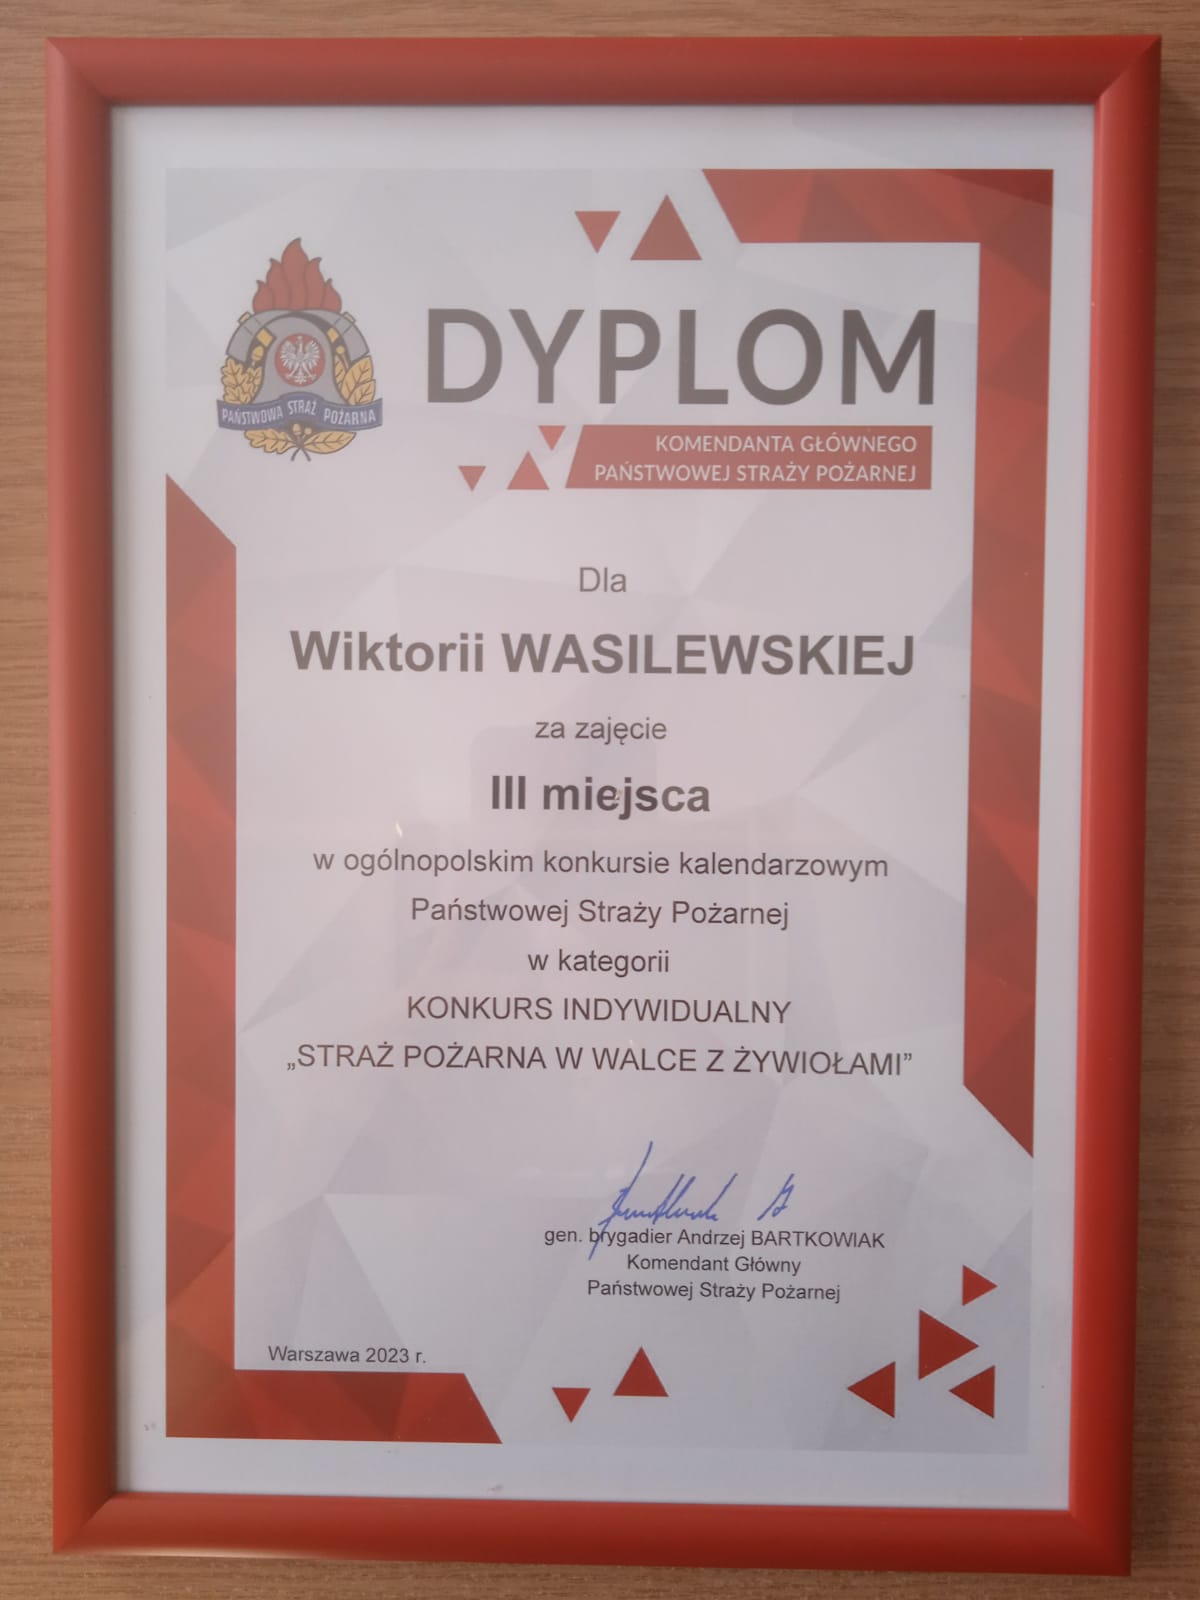 DYPLOM
PAŃSTWOWA STRAŻ POŻARNA
KOMENDANTA GŁÓWNEGO
PAŃSTWOWEJ STRAŻY POŻARNEJ
Dla
Wiktorii WASILEWSKIEJ
za zajęcie
III miejsca
w ogólnopolskim konkursie kalendarzowym
Państwowej Straży Pożarnej
w kategorii
KONKURS INDYWIDUALNY
„STRAŻ POŻARNA W WALCE Z ŻYWIOŁAMI”
gen. brygadier Andrzej BARTKOWIAK
Komendant Główny
Państwowej Straży Pożarnej
Warszawa 2023 r.